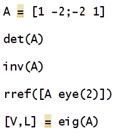 A = [1 -2;-2 1]
det(A)
inv(A)
rref([A eye(2)])
[V,L] = eig(A)